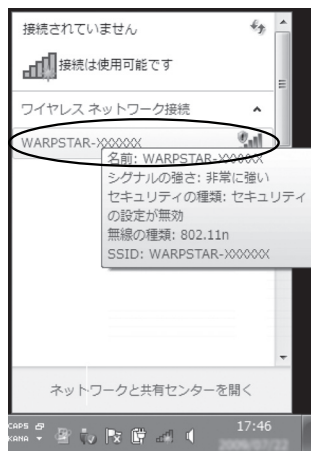 接続されていません
接続は使用可能です
ワイヤレス ネットワーク接続
WARPSTAR-XXXXXX
名前: WARPSTAR-XXXXXX
シグナルの強さ: 非常に強い
セキュリティの種類: セキュリティ
の設定が無効
無線の種類: 802.11n
SSID: WARPSTAR-XXXXXX
ネットワークと共有センターを開く
CAPS
KANA
17:46